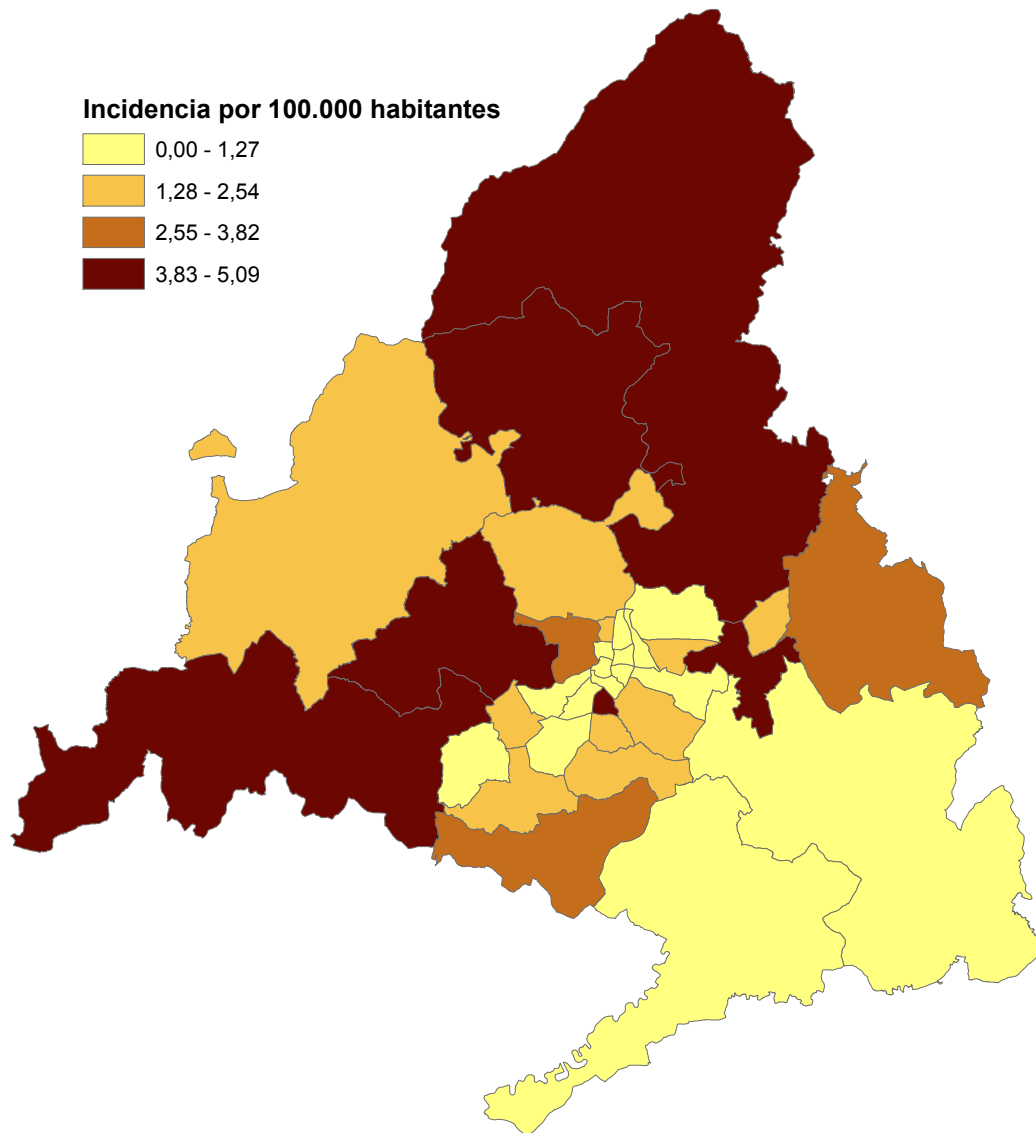 Incidencia por 100.000 habitantes
0,00 - 1,27
1,28 - 2,54
2,55 - 3,82
3,83 - 5,09